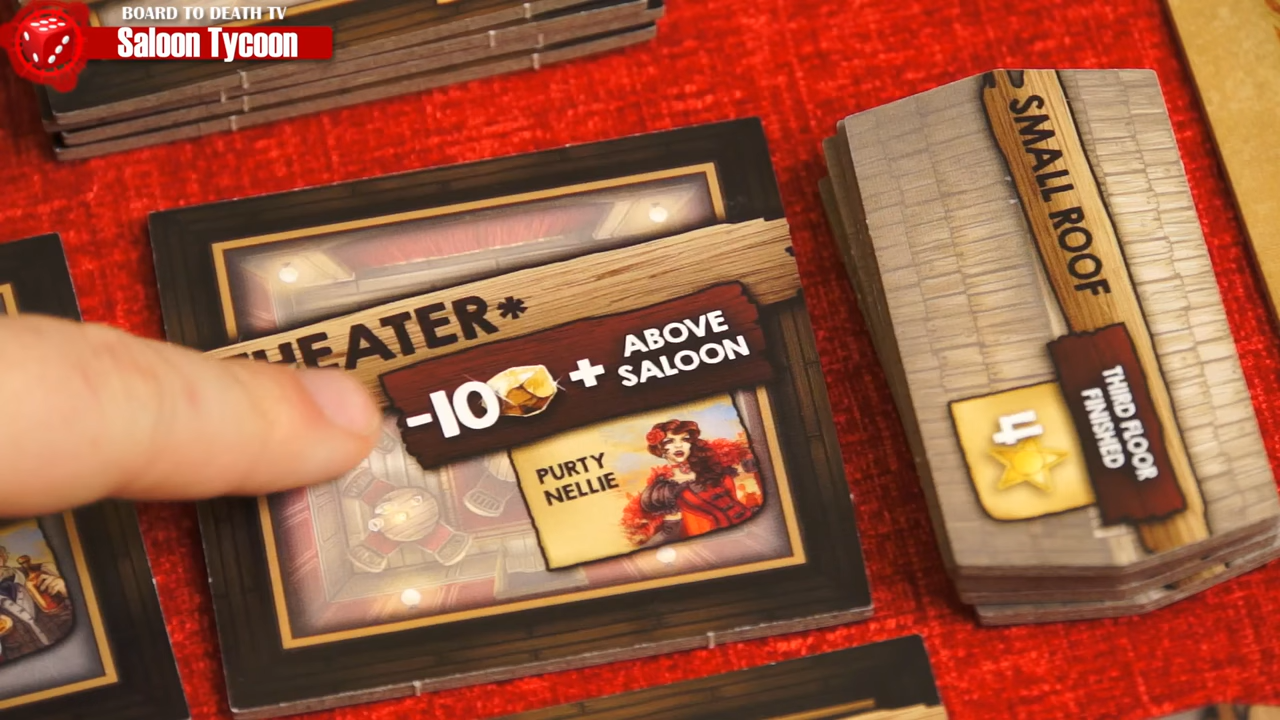 BOARD TO DEATH TV
Saloon Tycoon
HEATER*
-10 + ABOVE
SALOON
PURTY
NELLIE
SMALL ROOF
THIRD FLOOR
FINISHED
4